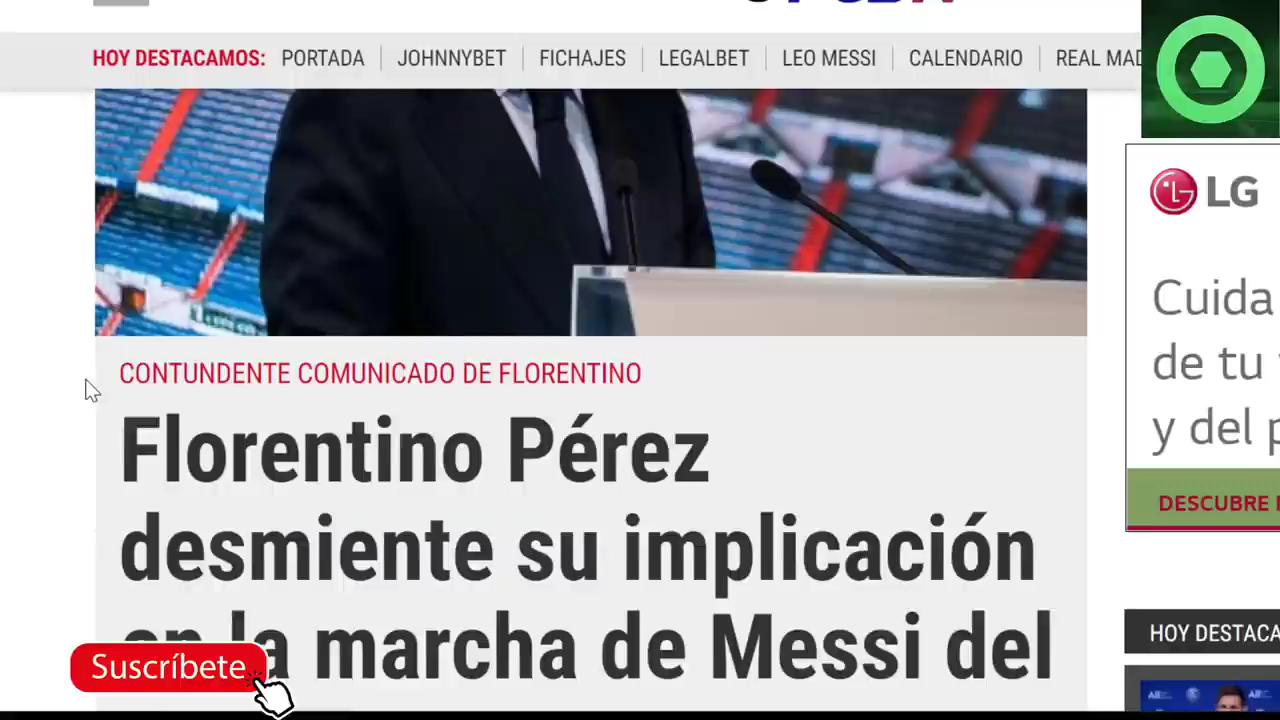 HOY DESTACAMOS: PORTADA JOHNNYBET FICHAJES LEGALBET LEO MESSI CALENDARIO REAL MAD
LG
Cuida
de tu
y del p
DESCUBRE
CONTUNDENTE COMUNICADO DE FLORENTINO
Florentino Pérez
desmiente su implicación
en la marcha de Messi del
Suscríbete
HOY DESTACA